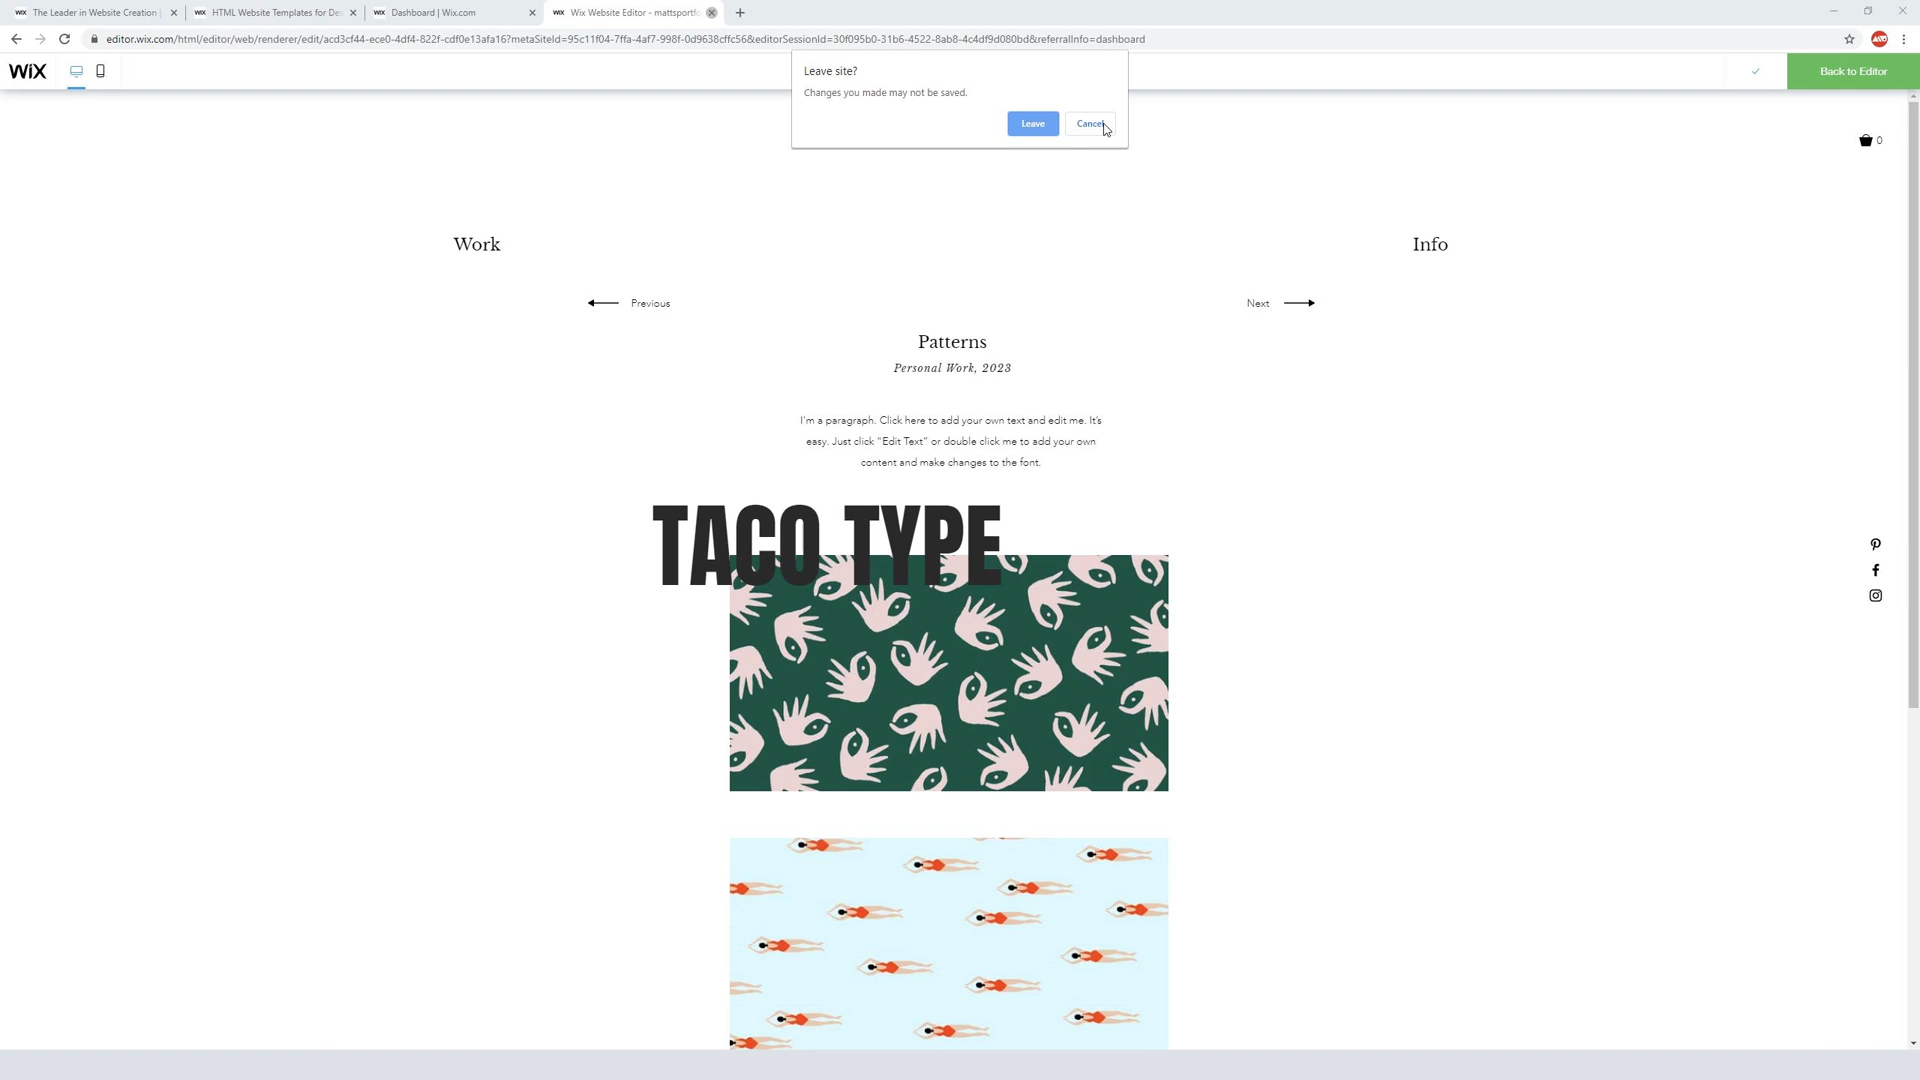 WiX The Leader in Website Creation |
WiX HTML Website Templates for De
WiX Dashboard | Wix.com
WiX Wix Website Editor - mattsportf
editor.wix.com/html/editor/web/renderer/edit/acd3cf44-ece0-4df4-822f-cdf0e13afa16?metaSiteId=95c11f04-7ffa-4af7-998f-0d9638cffc56&editorSessionId=30f095b0-31b6-4522-8ab8-4c4df9d080bd&referralInfo=dashboard
WiX
Back to Editor
Leave site?
Changes you made may not be saved.
Leave Cancel
0
Work Info
Previous Next
Patterns
Personal Work, 2023
I'm a paragraph. Click here to add your own text and edit me. It's
easy. Just click "Edit Text" or double click me to add your own
content and make changes to the font.
TACO TYPE